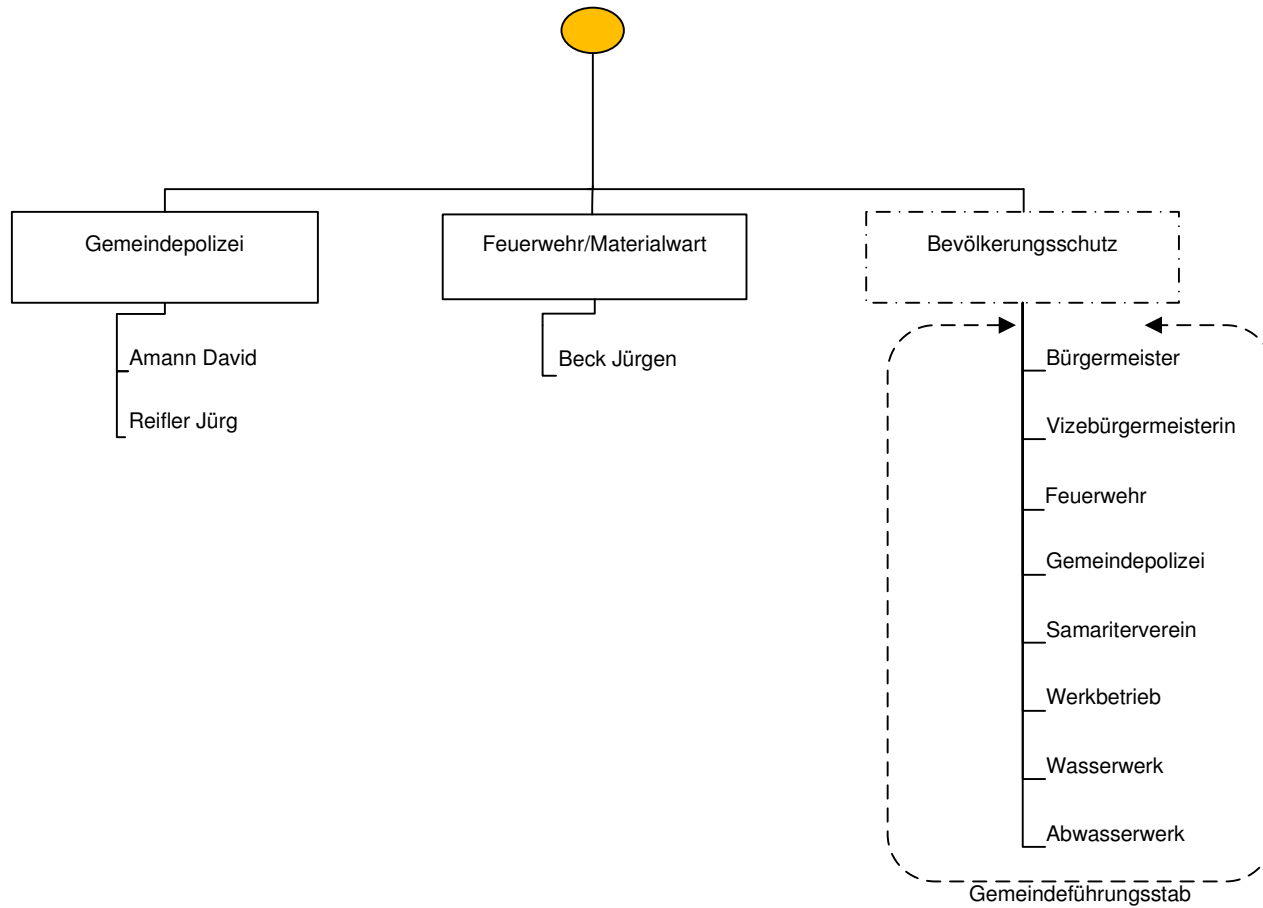 Gemeindepolizei
Amann David
Reifler Jürg
Feuerwehr/Materialwart
Beck Jürgen
Bevölkerungsschutz
Bürgermeister
Vizebürgermeisterin
Feuerwehr
Gemeindepolizei
Samariterverein
Werkbetrieb
Wasserwerk
Abwasserwerk
Gemeindeführungsstab